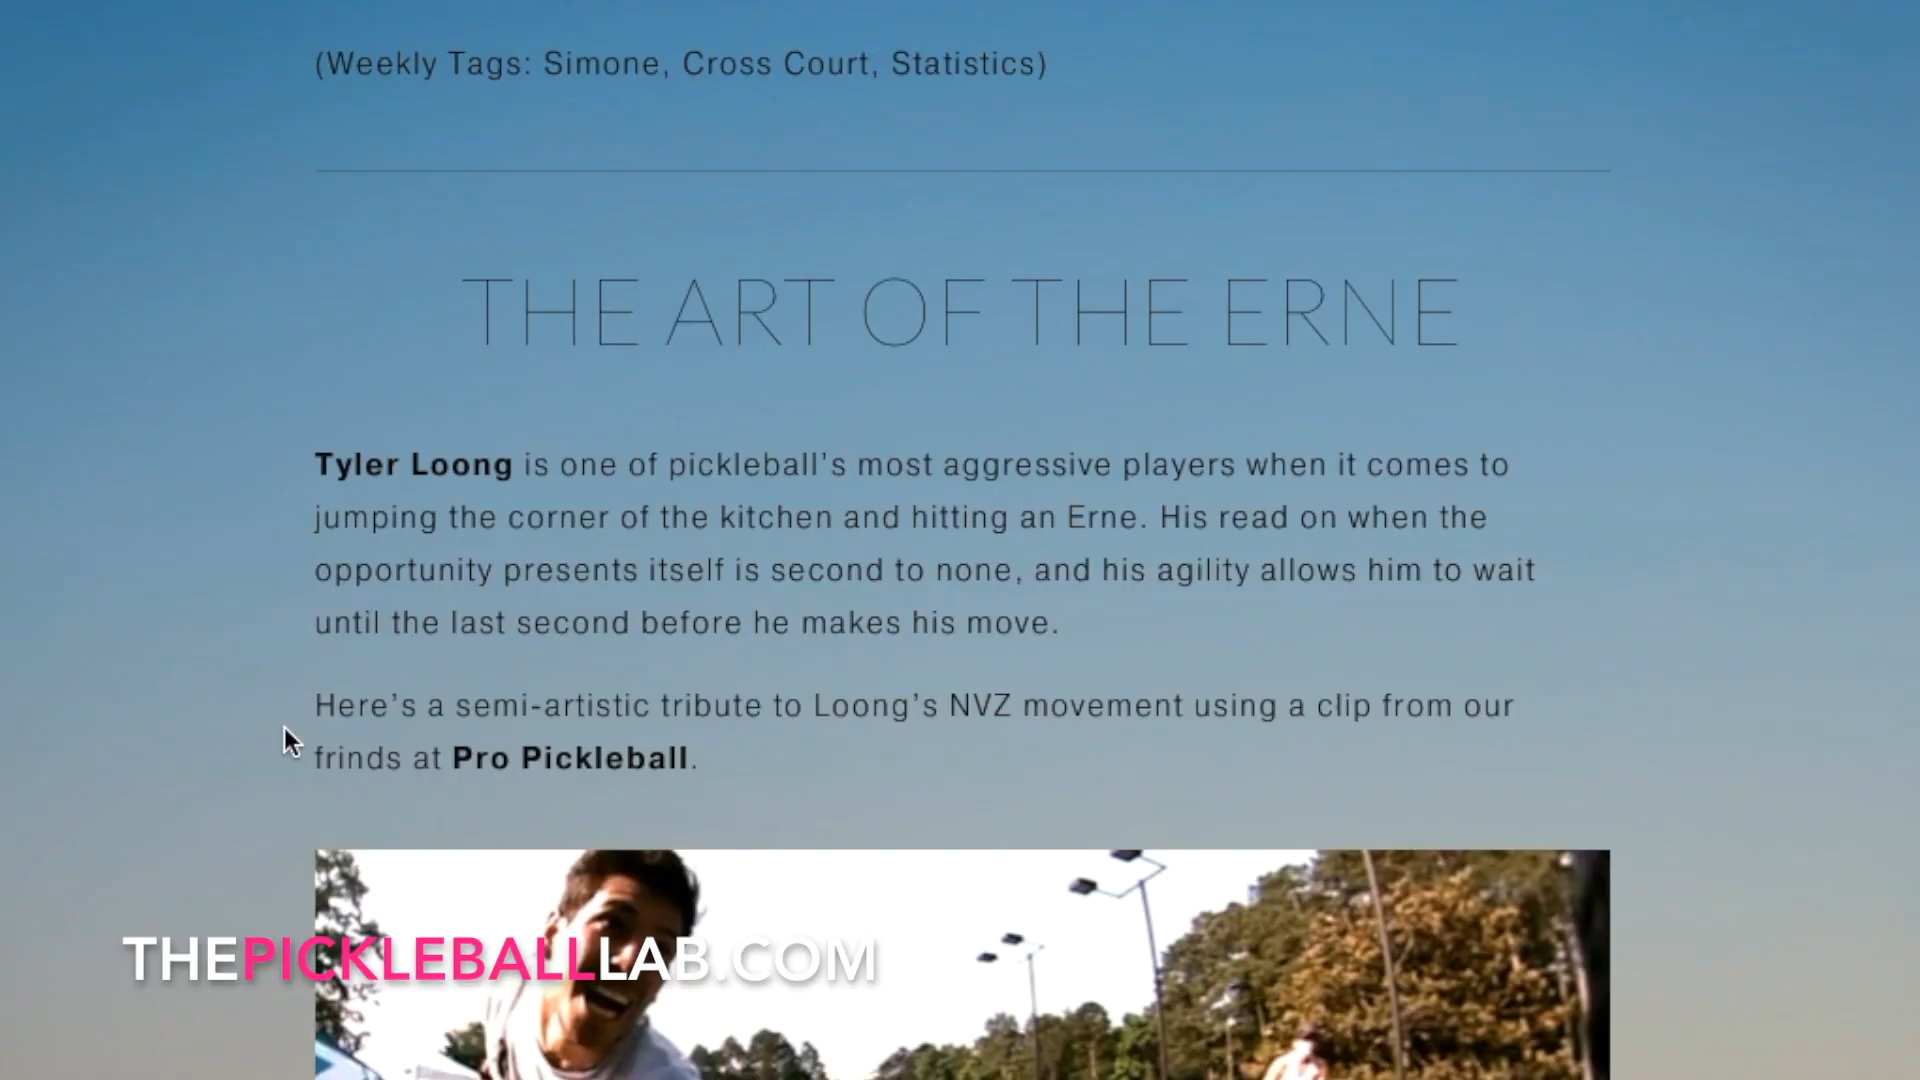 (Weekly Tags: Simone, Cross Court, Statistics)
THE ART OF THE ERNE
Tyler Loong is one of pickleball's most aggressive players when it comes to
jumping the corner of the kitchen and hitting an Erne. His read on when the
opportunity presents itself is second to none, and his agility allows him to wait
until the last second before he makes his move.
Here’s a semi-artistic tribute to Loong’s NVZ movement using a clip from our
frinds at Pro Pickleball.
THEPICKLEBALLLAB.COM